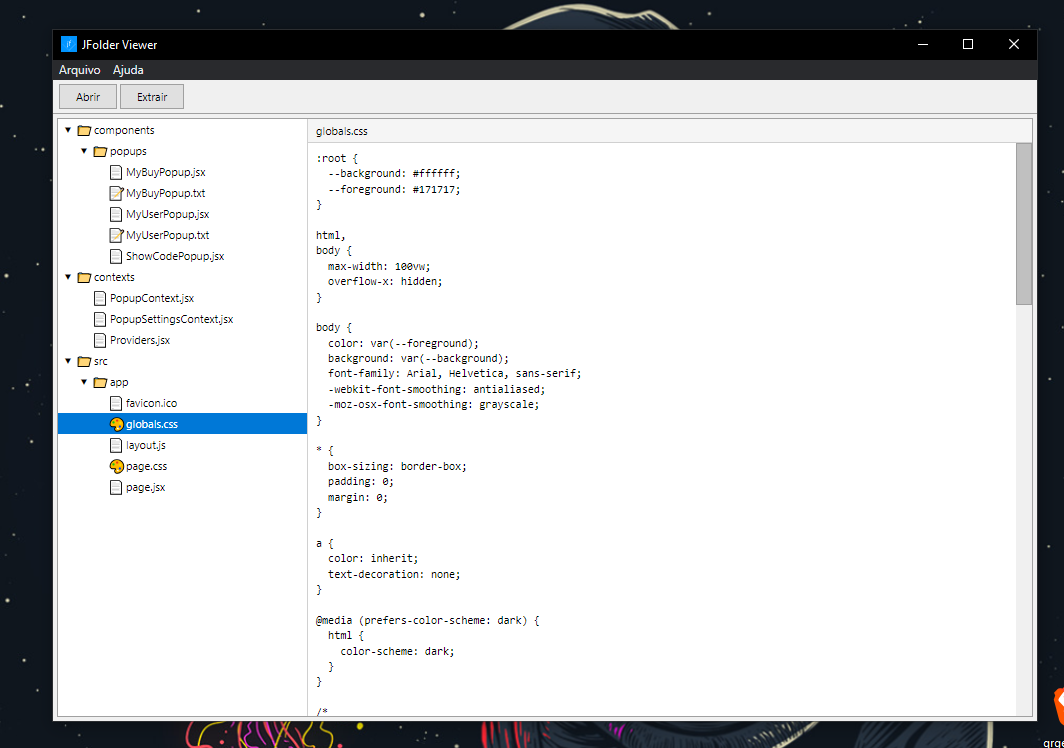 JFolder Viewer
Arquivo Ajuda
Abrir Extrair
components
popups
MyBuyPopup.jsx
MyBuyPopup.txt
MyUserPopup.jsx
MyUserPopup.txt
ShowCodePopup.jsx
contexts
PopupContext.jsx
PopupSettingsContext.jsx
Providers.jsx
src
app
favicon.ico
globals.css
layout.js
page.css
page.jsx
globals.css
:root {
  --background: #ffffff;
  --foreground: #171717;
}
html,
body {
  max-width: 100vw;
  overflow-x: hidden;
}
body {
  color: var(--foreground);
  background: var(--background);
  font-family: Arial, Helvetica, sans-serif;
  -webkit-font-smoothing: antialiased;
  -moz-osx-font-smoothing: grayscale;
}
* {
  box-sizing: border-box;
  padding: 0;
  margin: 0;
}
a {
  color: inherit;
  text-decoration: none;
}
@media (prefers-color-scheme: dark) {
  html {
    color-scheme: dark;
  }
}
/*